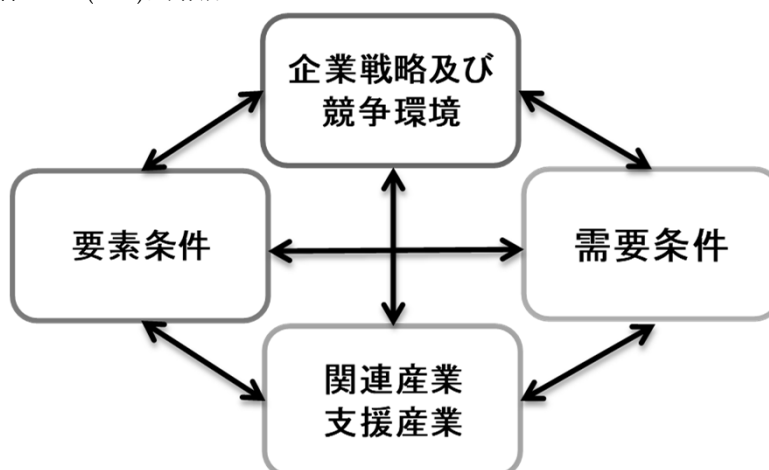 企業戦略及び
競争環境
要素条件
需要条件
関連産業
支援産業